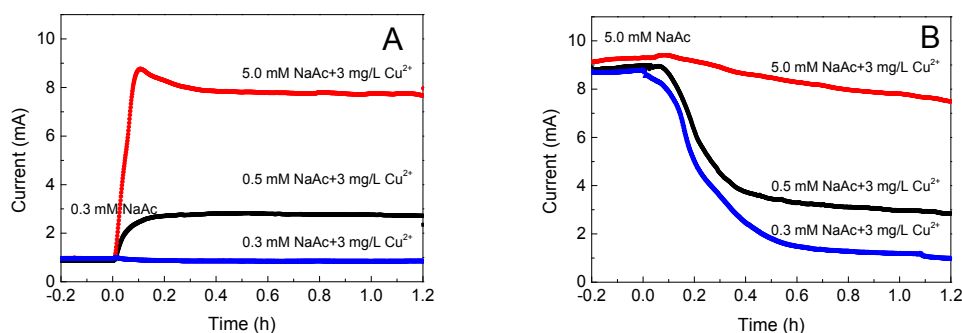 A
10
8
6
4
2
0
Current (mA)
5.0 mM NaAc+3 mg/L Cu²⁺
0.5 mM NaAc+3 mg/L Cu²⁺
0.3 mM NaAc
0.3 mM NaAc+3 mg/L Cu²⁺
-0.2 0.0 0.2 0.4 0.6 0.8 1.0 1.2
Time (h)
B
10
8
6
4
2
0
Current (mA)
5.0 mM NaAc
5.0 mM NaAc+3 mg/L Cu²⁺
0.5 mM NaAc+3 mg/L Cu²⁺
0.3 mM NaAc+3 mg/L Cu²⁺
-0.2 0.0 0.2 0.4 0.6 0.8 1.0 1.2
Time (h)